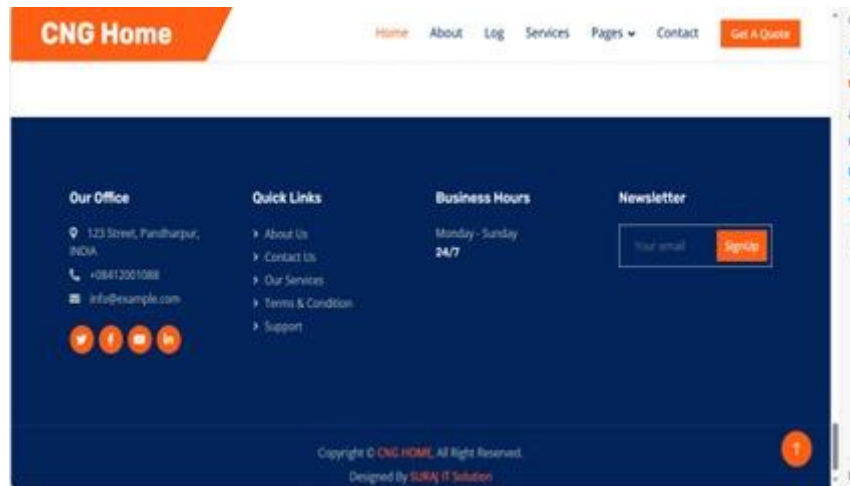 CNG Home
Home About Log Services Pages Contact Get A Quote
Our Office
123 Street, Pandharpur,
INDIA
+08412001088
info@example.com
Quick Links
About Us
Contact Us
Our Services
Terms & Condition
Support
Business Hours
Monday - Sunday
24/7
Newsletter
Your email SignUp
Copyright © CNG HOME, All Right Reserved.
Designed By SURAJ IT Solution